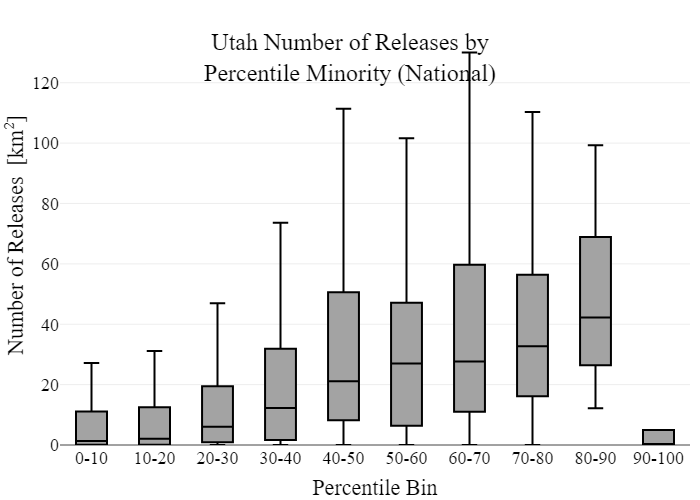 Utah Number of Releases by
Percentile Minority (National)
Number of Releases [km²]
120
100
80
60
40
20
0
0-10 10-20 20-30 30-40 40-50 50-60 60-70 70-80 80-90 90-100
Percentile Bin